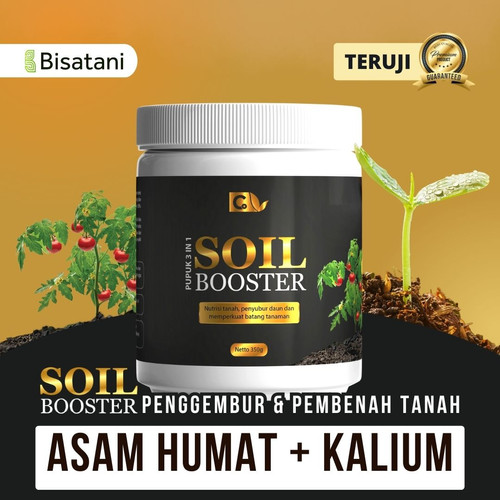 Bisatani
TERUJI
Premium
PRODUCT
GUARANTEED
Co
PUPUK 3 IN 1
SOIL
BOOSTER
Nutrisi tanah, penyubur daun dan
memperkuat batang tanaman
Netto 350g
SOIL
BOOSTER
PENGGEMBUR & PEMBENAH TANAH
ASAM HUMAT + KALIUM